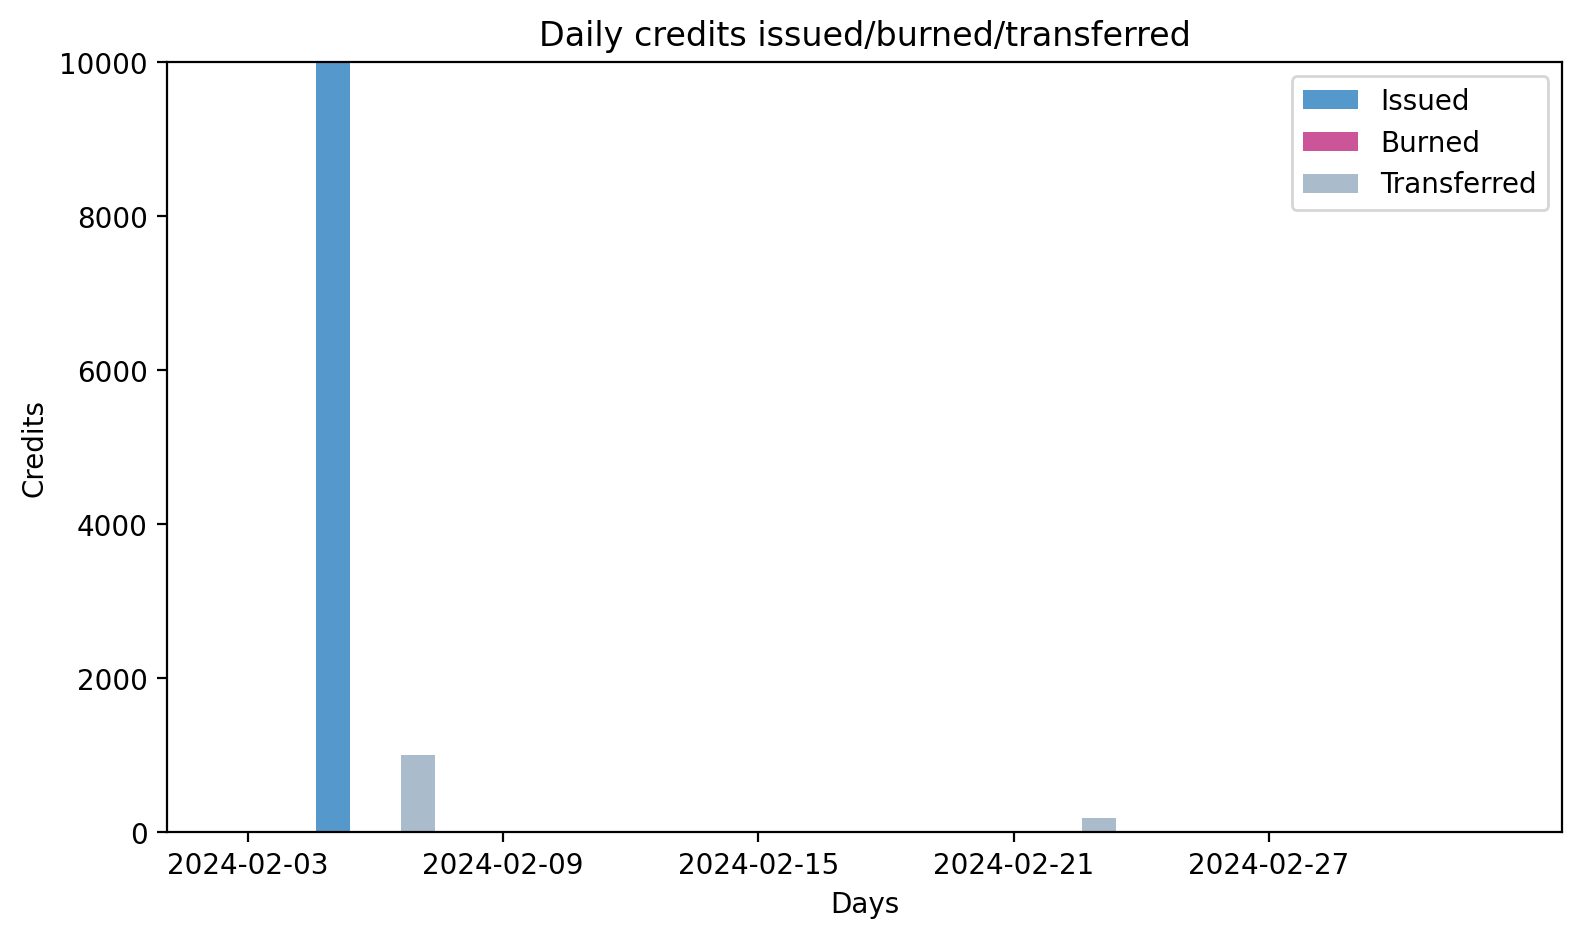 Daily credits issued/burned/transferred
10000
8000
6000
4000
2000
0
Credits
Issued
Burned
Transferred
2024-02-03
2024-02-09
2024-02-15
2024-02-21
2024-02-27
Days